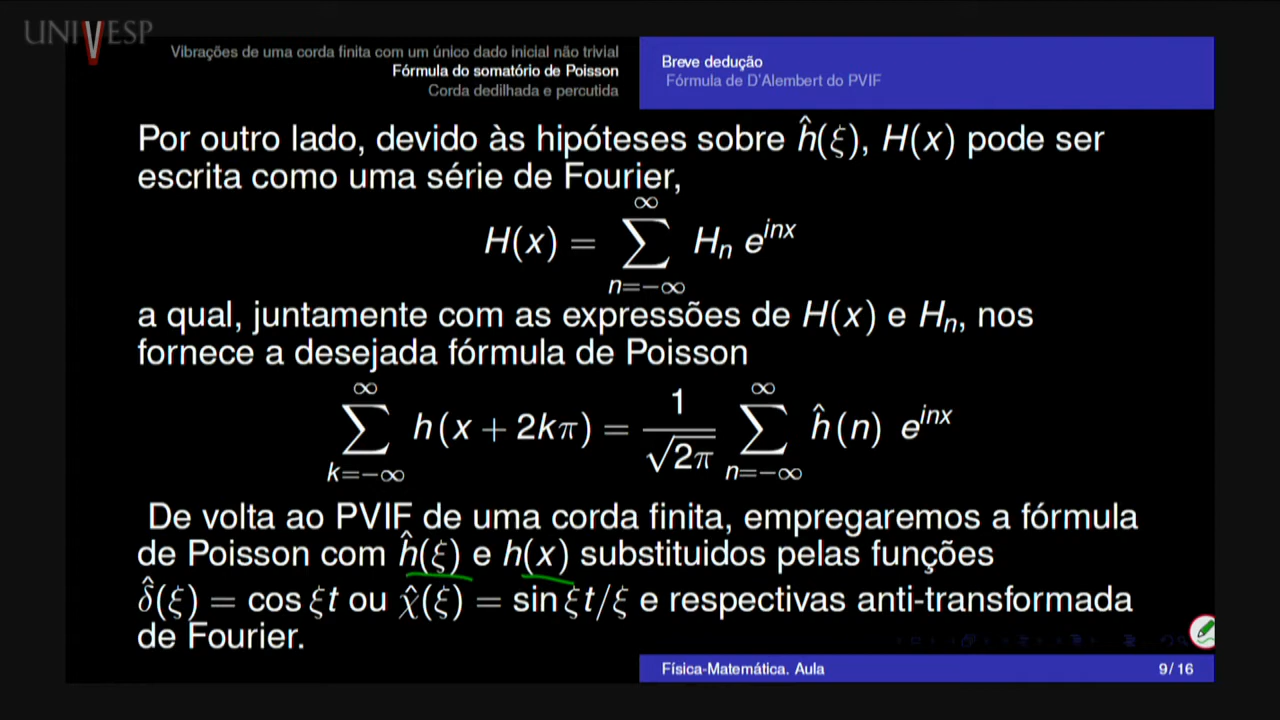 UNIVESP
Vibrações de uma corda finita com um único dado inicial não trivial
Fórmula do somatório de Poisson
Corda dedilhada e percutida
Breve dedução
Fórmula de D'Alembert do PVIF
Por outro lado, devido às hipóteses sobre ĥ(ξ), H(x) pode ser
escrita como uma série de Fourier,
H(x) = ∑_{n=−∞}^{∞} H_n e^{inx}
a qual, juntamente com as expressões de H(x) e H_n, nos
fornece a desejada fórmula de Poisson
∑_{k=−∞}^{∞} h(x + 2kπ) = 1/√2π ∑_{n=−∞}^{∞} ĥ(n) e^{inx}
De volta ao PVIF de uma corda finita, empregaremos a fórmula
de Poisson com ĥ(ξ) e h(x) substituidos pelas funções
δ̂(ξ) = cos ξt ou χ̂(ξ) = sin ξt/ξ e respectivas anti-transformada
de Fourier.
Física-Matemática. Aula
9/16